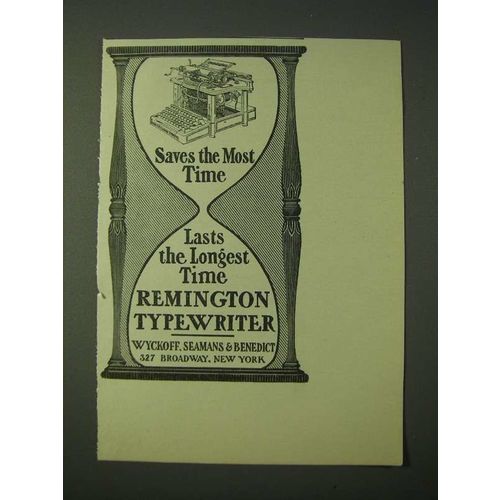 Saves the Most
Time
Lasts
the Longest
Time
REMINGTON
TYPEWRITER
WYCKOFF, SEAMANS & BENEDICT
327 BROADWAY, NEW YORK